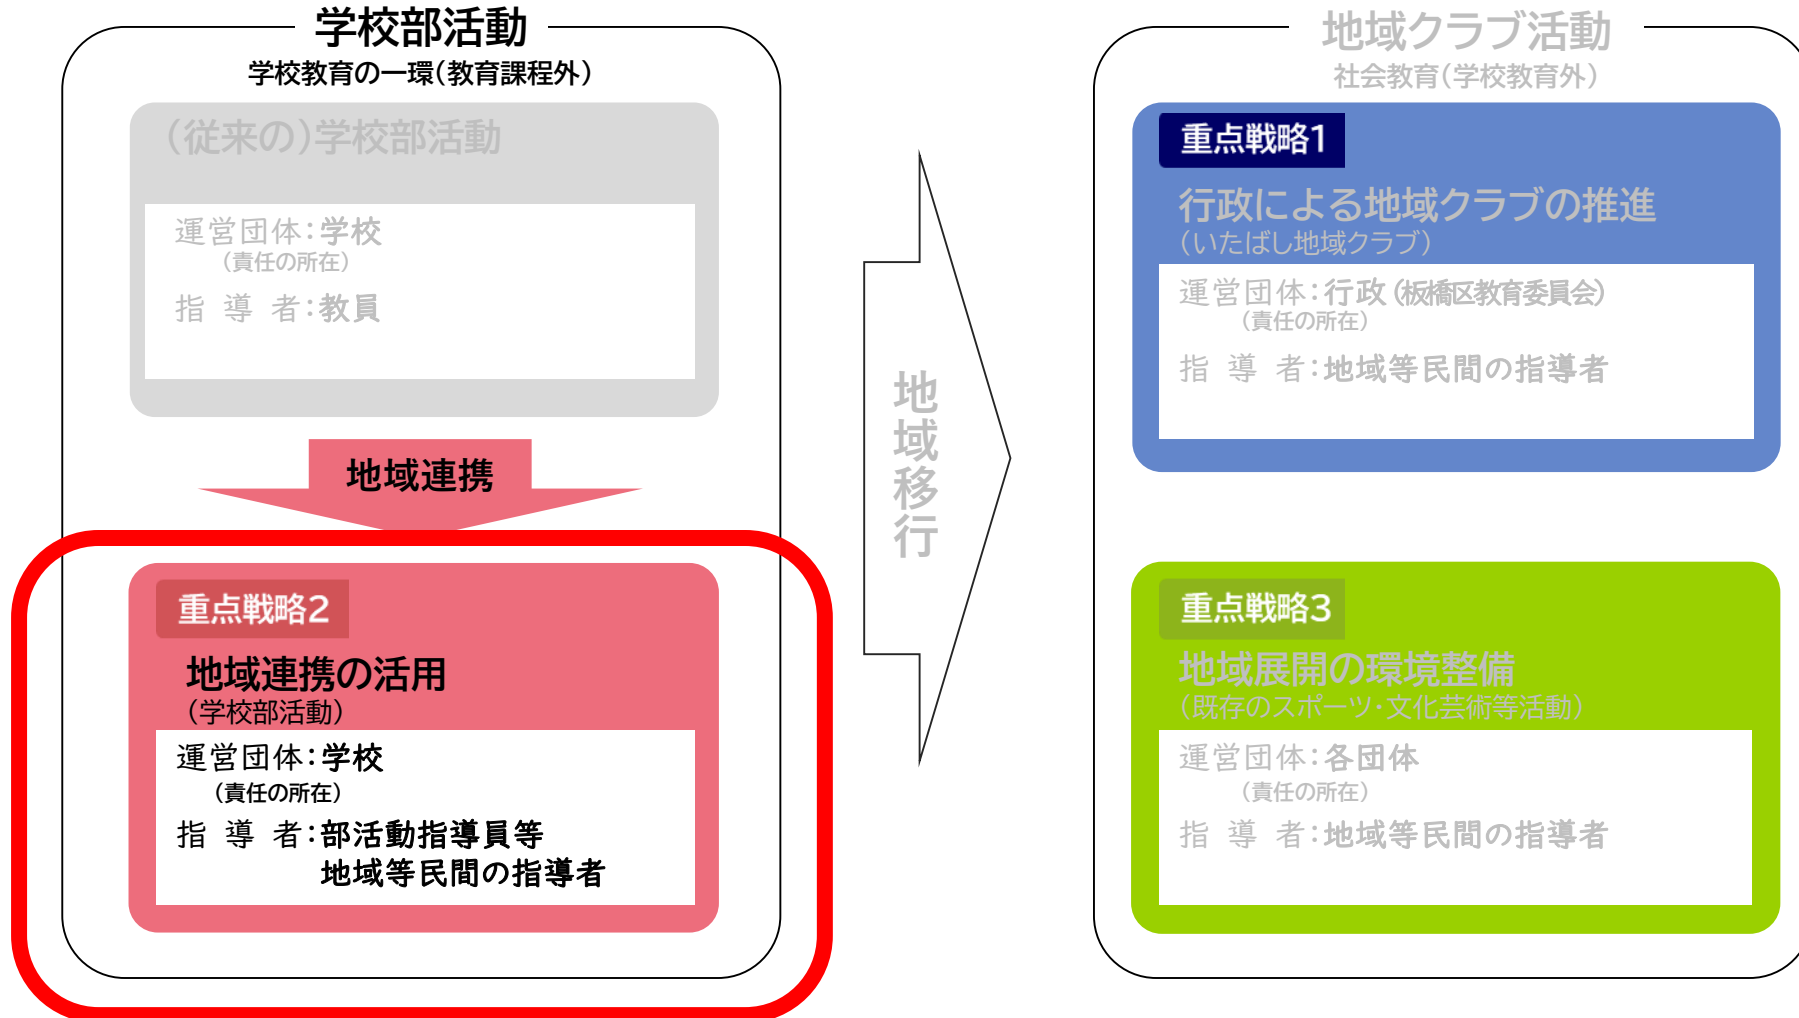 学校部活動
学校教育の一環（教育課程外）
（従来の）学校部活動
運営団体：学校
（責任の所在）
指 導 者：教員
地域連携
重点戦略2
地域連携の活用
（学校部活動）
運営団体：学校
（責任の所在）
指 導 者：部活動指導員等
地域等民間の指導者
地域移行
地域クラブ活動
社会教育（学校教育外）
重点戦略1
行政による地域クラブの推進
（いたばし地域クラブ）
運営団体：行政（板橋区教育委員会）
（責任の所在）
指 導 者：地域等民間の指導者
重点戦略3
地域展開の環境整備
（既存のスポーツ・文化芸術等活動）
運営団体：各団体
（責任の所在）
指 導 者：地域等民間の指導者